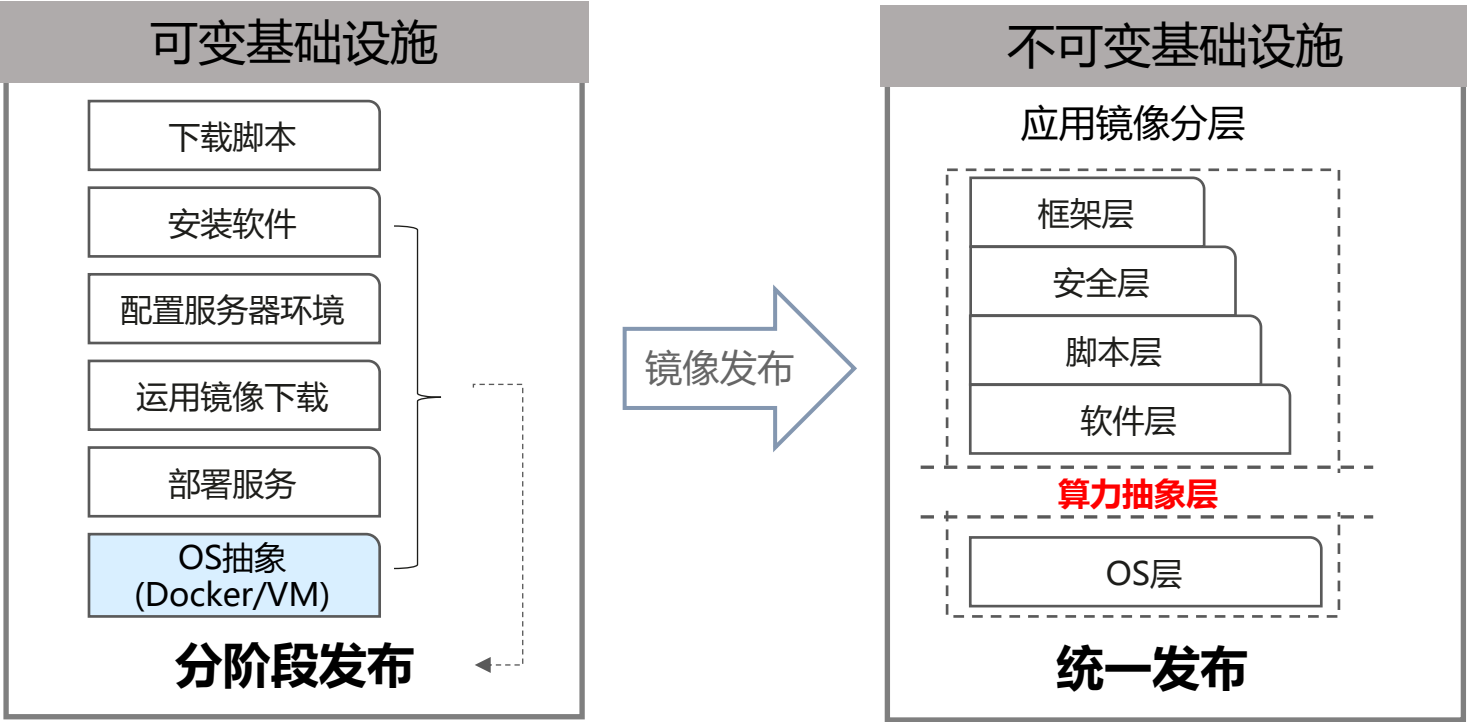 可变基础设施
下载脚本
安装软件
配置服务器环境
运用镜像下载
部署服务
OS抽象
(Docker/VM)
分阶段发布
镜像发布
不可变基础设施
应用镜像分层
框架层
安全层
脚本层
软件层
算力抽象层
OS层
统一发布